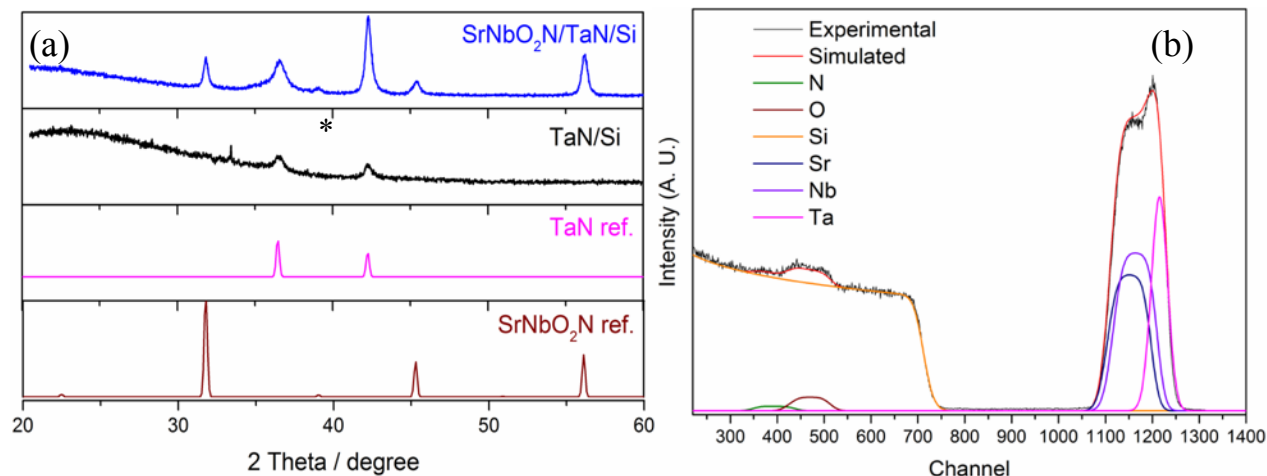 (a)
SrNbO₂N/TaN/Si
*
TaN/Si
TaN ref.
SrNbO₂N ref.
20 30 40 50 60
2 Theta / degree
(b)
Experimental
Simulated
N
O
Si
Sr
Nb
Ta
Intensity (A. U.)
300 400 500 600 700 800 900 1000 1100 1200 1300 1400
Channel